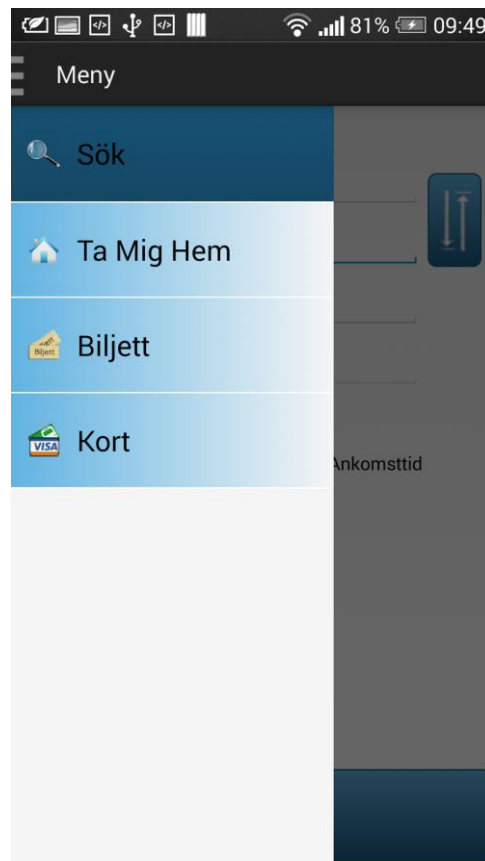 81% 09:49
Meny
Sök
Ta Mig Hem
Biljett
Biljett
Kort
VISA
Ankomsttid